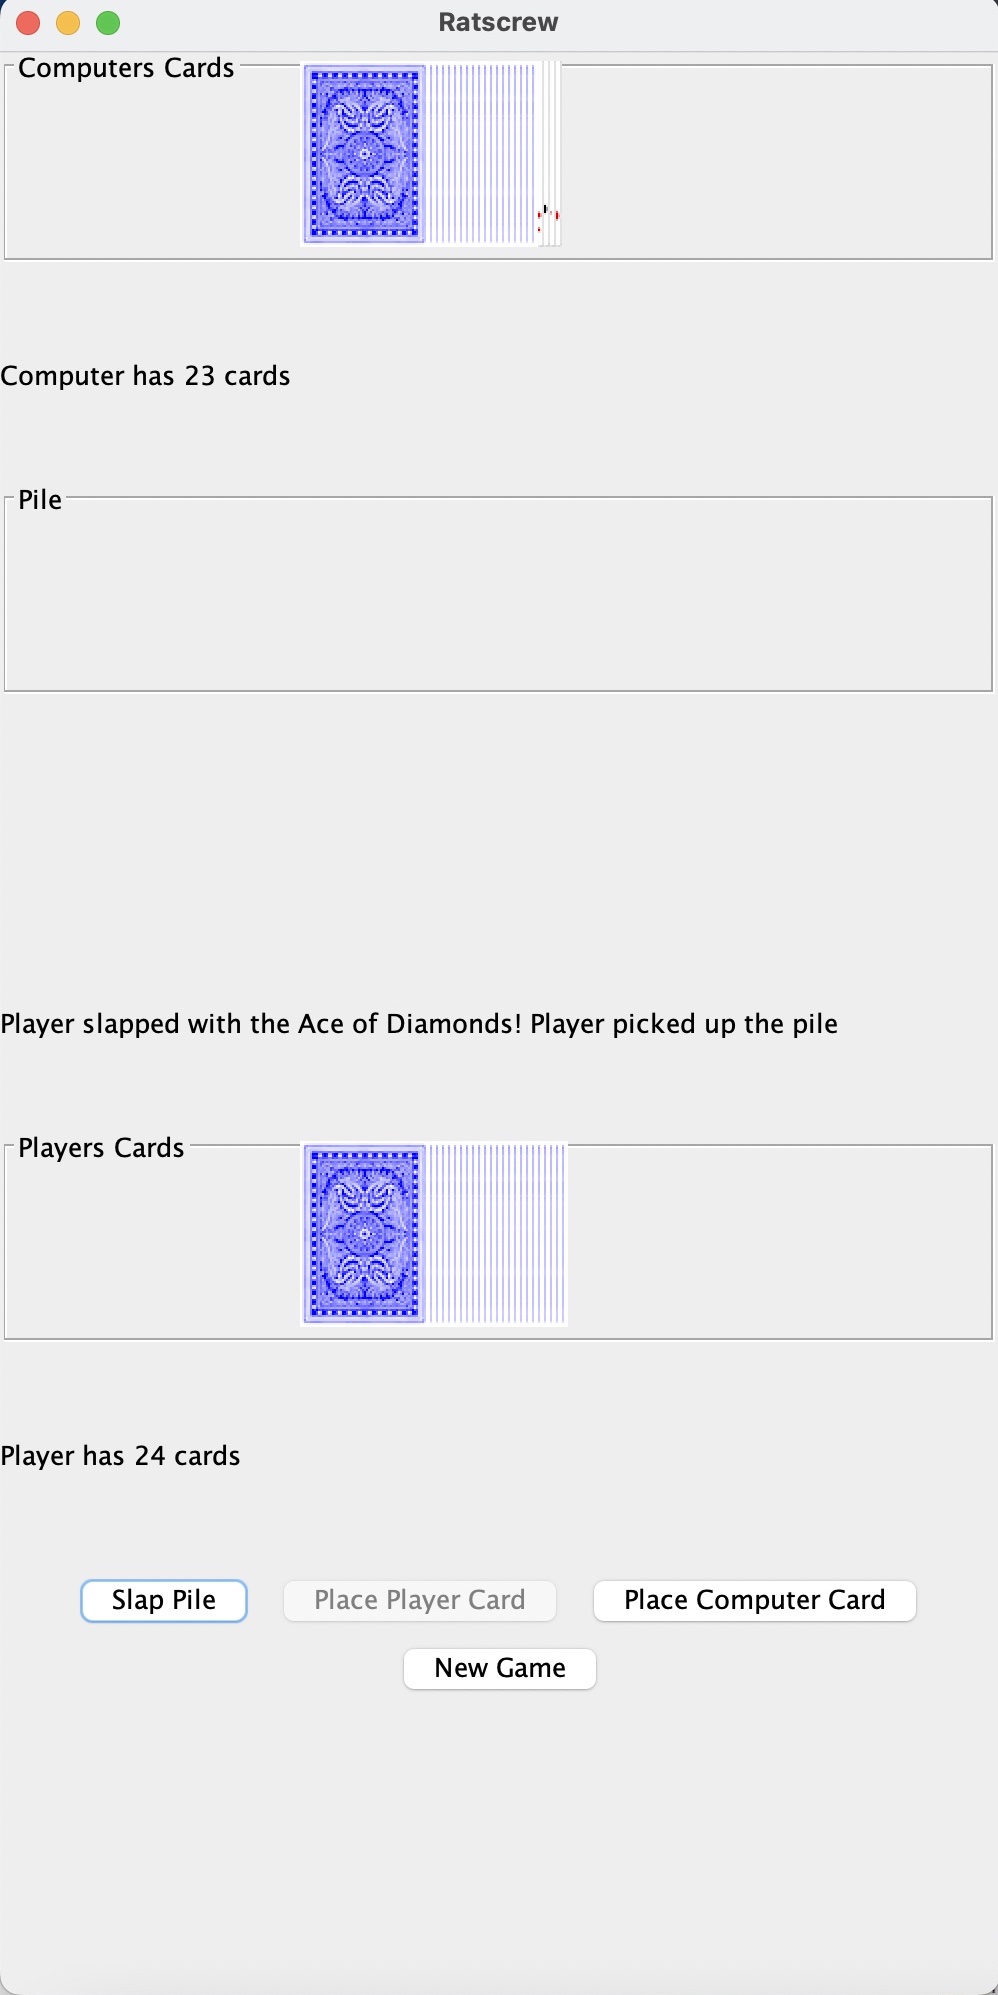 Ratscrew
Computers Cards
Computer has 23 cards
Pile
Player slapped with the Ace of Diamonds! Player picked up the pile
Players Cards
Player has 24 cards
Slap Pile
Place Player Card
Place Computer Card
New Game